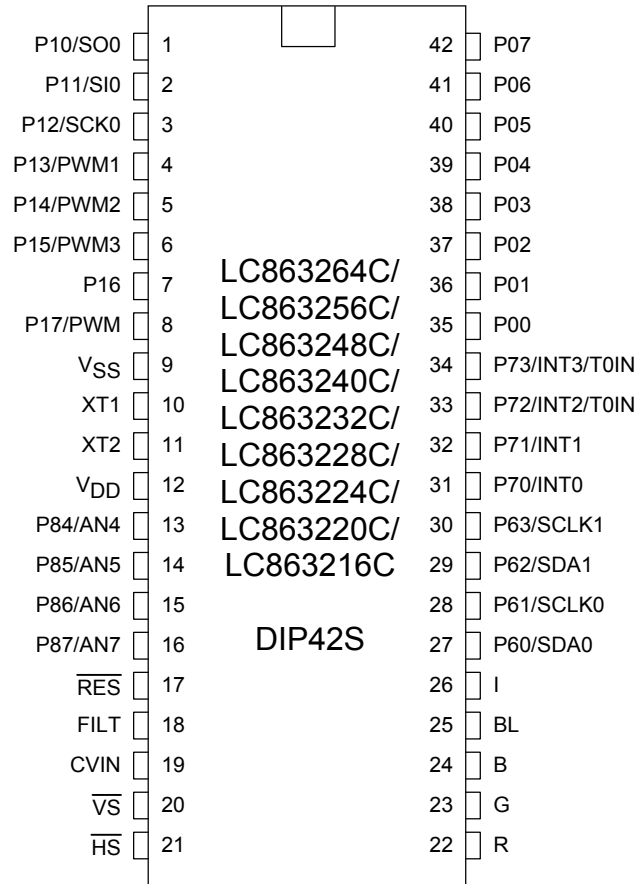 P10/SO0 1 42 P07
P11/SI0 2 41 P06
P12/SCK0 3 40 P05
P13/PWM1 4 39 P04
P14/PWM2 5 38 P03
P15/PWM3 6 37 P02
P16 7 36 P01
P17/PWM 8 35 P00
VSS 9 34 P73/INT3/T0IN
XT1 10 33 P72/INT2/T0IN
XT2 11 32 P71/INT1
VDD 12 31 P70/INT0
P84/AN4 13 30 P63/SCLK1
P85/AN5 14 29 P62/SDA1
P86/AN6 15 28 P61/SCLK0
P87/AN7 16 27 P60/SDA0
RES 17 26 I
FILT 18 25 BL
CVIN 19 24 B
VS 20 23 G
HS 21 22 R
LC863264C/
LC863256C/
LC863248C/
LC863240C/
LC863232C/
LC863228C/
LC863224C/
LC863220C/
LC863216C
DIP42S